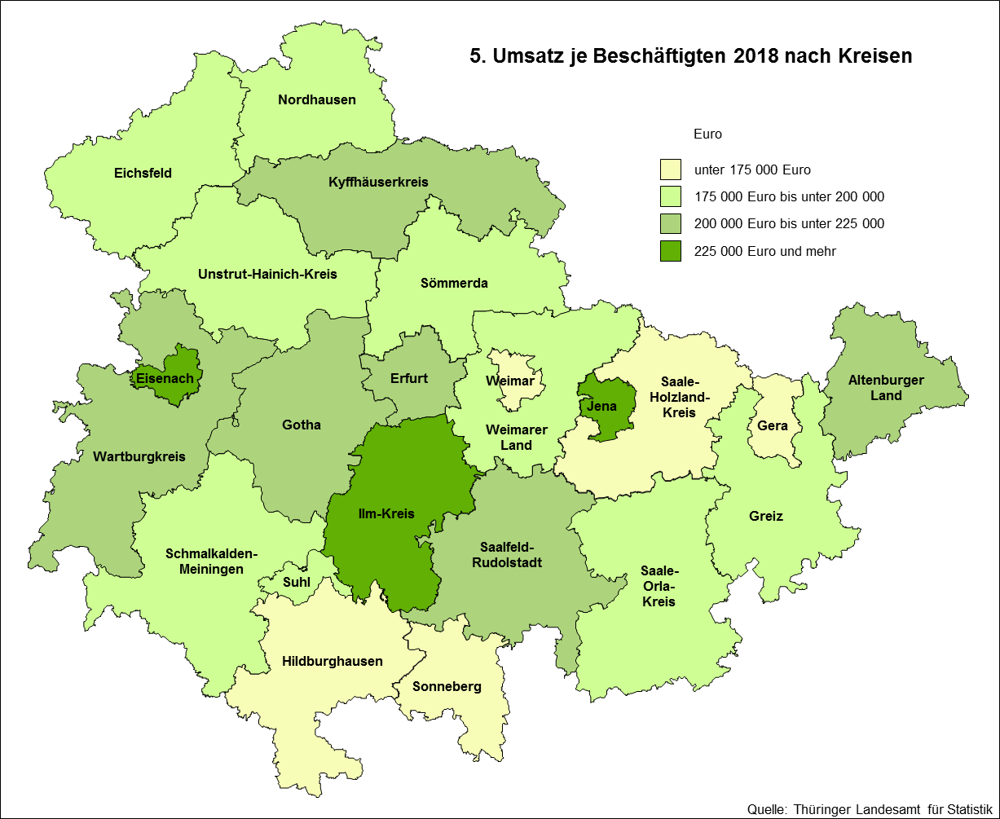 5. Umsatz je Beschäftigten 2018 nach Kreisen
Nordhausen
Euro
unter 175 000 Euro
175 000 Euro bis unter 200 000
200 000 Euro bis unter 225 000
225 000 Euro und mehr
Eichsfeld
Kyffhäuserkreis
Unstrut-Hainich-Kreis
Sömmerda
Eisenach
Erfurt
Weimar
Jena
Saale-
Holzland-
Kreis
Altenburger
Land
Gotha
Weimarer
Land
Gera
Wartburgkreis
Ilm-Kreis
Greiz
Schmalkalden-
Meiningen
Saalfeld-
Rudolstadt
Suhl
Saale-
Orla-
Kreis
Hildburghausen
Sonneberg
Quelle: Thüringer Landesamt für Statistik